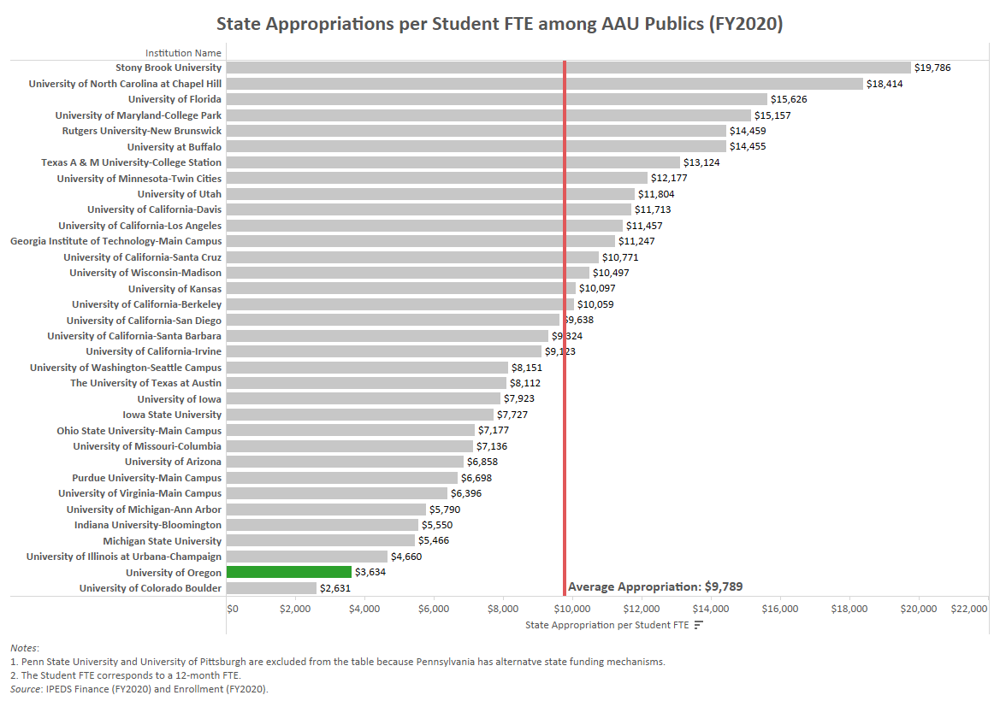 State Appropriations per Student FTE among AAU Publics (FY2020)
Institution Name
Stony Brook University $19,786
University of North Carolina at Chapel Hill $18,414
University of Florida $15,626
University of Maryland-College Park $15,157
Rutgers University-New Brunswick $14,459
University at Buffalo $14,455
Texas A & M University-College Station $13,124
University of Minnesota-Twin Cities $12,177
University of Utah $11,804
University of California-Davis $11,713
University of California-Los Angeles $11,457
Georgia Institute of Technology-Main Campus $11,247
University of California-Santa Cruz $10,771
University of Wisconsin-Madison $10,497
University of Kansas $10,097
University of California-Berkeley $10,059
University of California-San Diego $9,638
University of California-Santa Barbara $9,324
University of California-Irvine $9,123
University of Washington-Seattle Campus $8,151
The University of Texas at Austin $8,112
University of Iowa $7,923
Iowa State University $7,727
Ohio State University-Main Campus $7,177
University of Missouri-Columbia $7,136
University of Arizona $6,858
Purdue University-Main Campus $6,698
University of Virginia-Main Campus $6,396
University of Michigan-Ann Arbor $5,790
Indiana University-Bloomington $5,550
Michigan State University $5,466
University of Illinois at Urbana-Champaign $4,660
University of Oregon $3,634
University of Colorado Boulder $2,631
Average Appropriation: $9,789
$0 $2,000 $4,000 $6,000 $8,000 $10,000 $12,000 $14,000 $16,000 $18,000 $20,000 $22,000
State Appropriation per Student FTE
Notes:
1. Penn State University and University of Pittsburgh are excluded from the table because Pennsylvania has alternatve state funding mechanisms.
2. The Student FTE corresponds to a 12-month FTE.
Source: IPEDS Finance (FY2020) and Enrollment (FY2020).